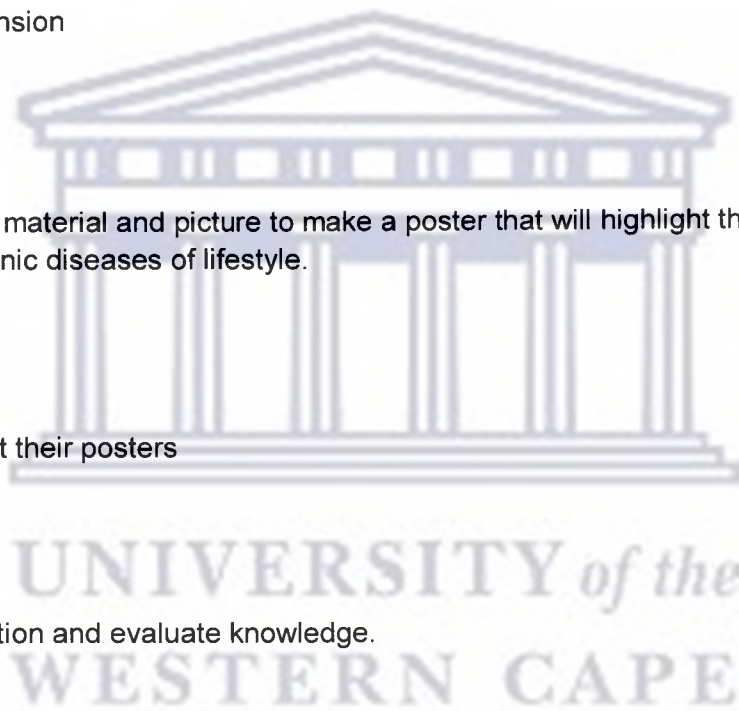 nsion
material and picture to make a poster that will highlight th
nic diseases of lifestyle.
t their posters
UNIVERSITY of the
tion and evaluate knowledge.
WESTERN CAPE